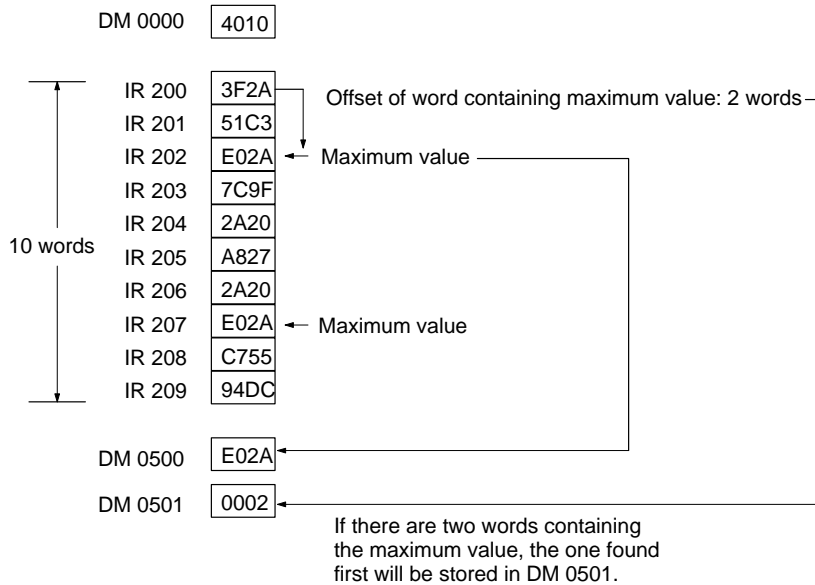 DM 0000 4010
IR 200 3F2A Offset of word containing maximum value: 2 words
IR 201 51C3
IR 202 E02A Maximum value
IR 203 7C9F
IR 204 2A20
10 words
IR 205 A827
IR 206 2A20
IR 207 E02A Maximum value
IR 208 C755
IR 209 94DC
DM 0500 E02A
DM 0501 0002
If there are two words containing
the maximum value, the one found
first will be stored in DM 0501.